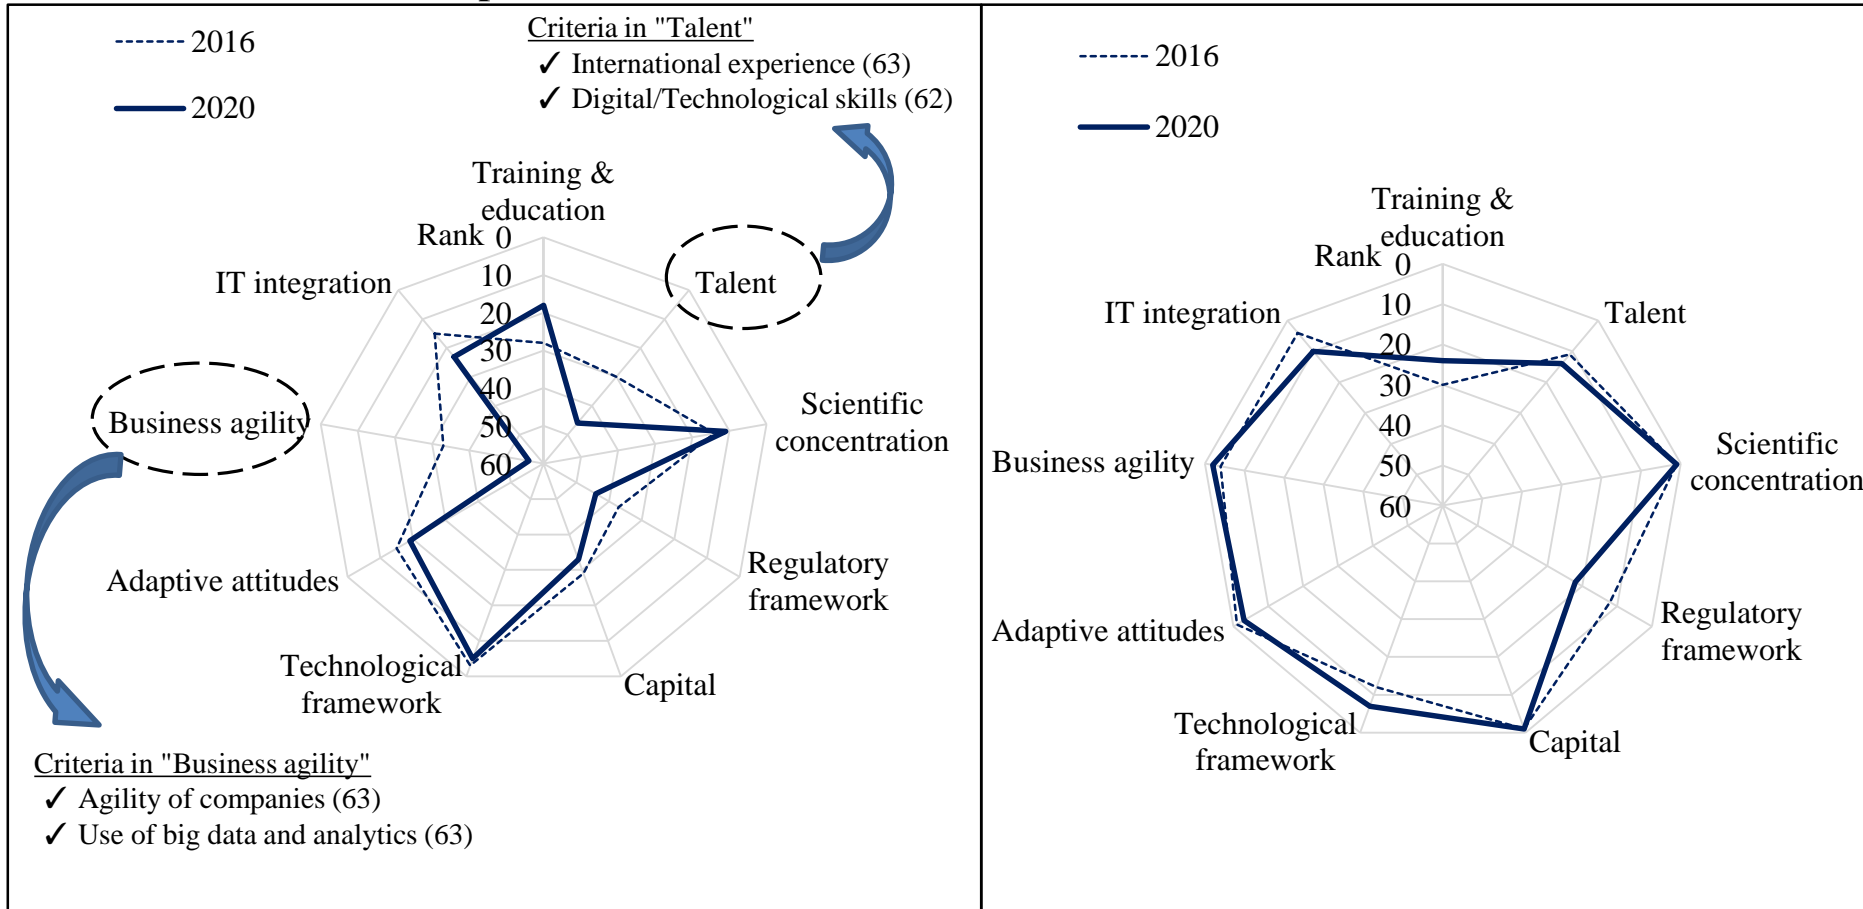 2016
2020
Criteria in "Talent"
✓ International experience (63)
✓ Digital/Technological skills (62)
Training &
education
Rank
0
10
20
30
40
50
60
IT integration
Talent
Business agility
Scientific
concentration
Adaptive attitudes
Regulatory
framework
Technological
framework
Capital
Criteria in "Business agility"
✓ Agility of companies (63)
✓ Use of big data and analytics (63)
2016
2020
Training &
education
Rank
0
10
20
30
40
50
60
IT integration
Talent
Business agility
Scientific
concentration
Adaptive attitudes
Regulatory
framework
Technological
framework
Capital